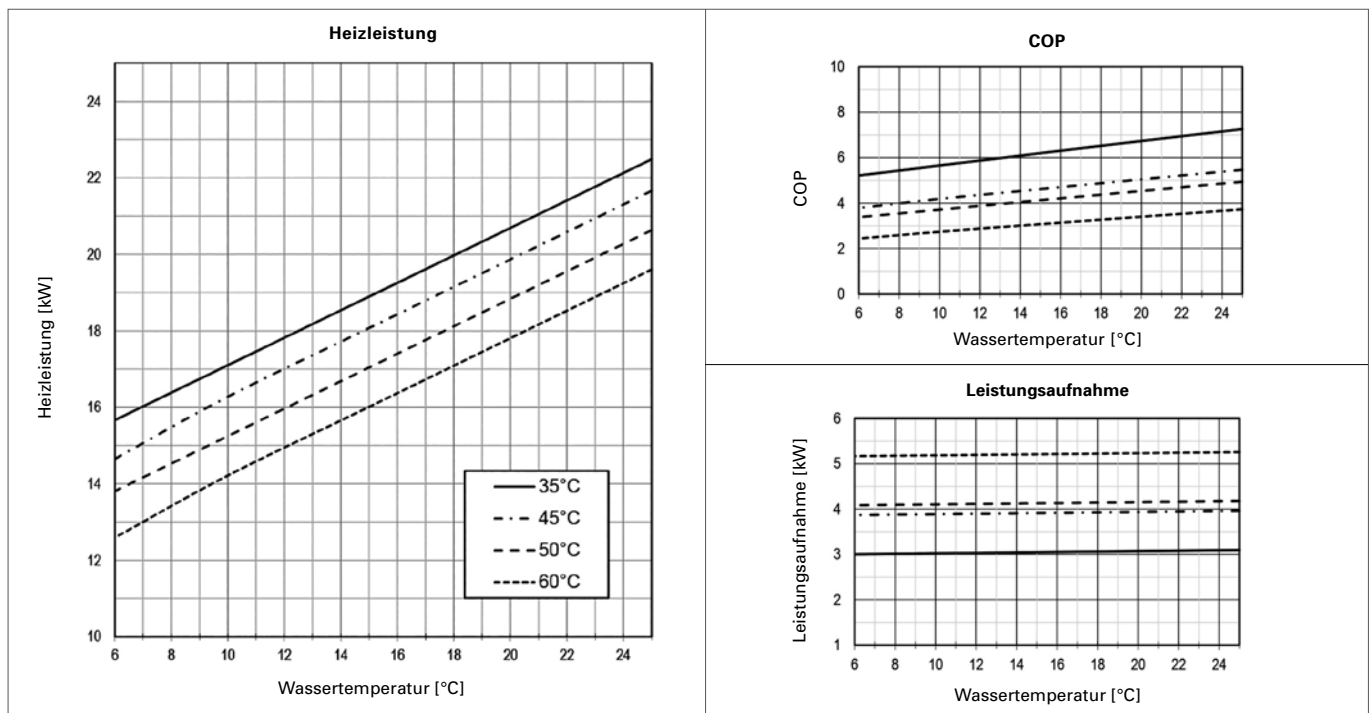 Heizleistung
Heizleistung [kW]
24
22
20
18
16
14
12
10
6 8 10 12 14 16 18 20 22 24
Wassertemperatur [°C]
35°C
45°C
50°C
60°C
COP
COP
10
8
6
4
2
0
6 8 10 12 14 16 18 20 22 24
Wassertemperatur [°C]
Leistungsaufnahme
Leistungsaufnahme [kW]
6
5
4
3
2
1
6 8 10 12 14 16 18 20 22 24
Wassertemperatur [°C]